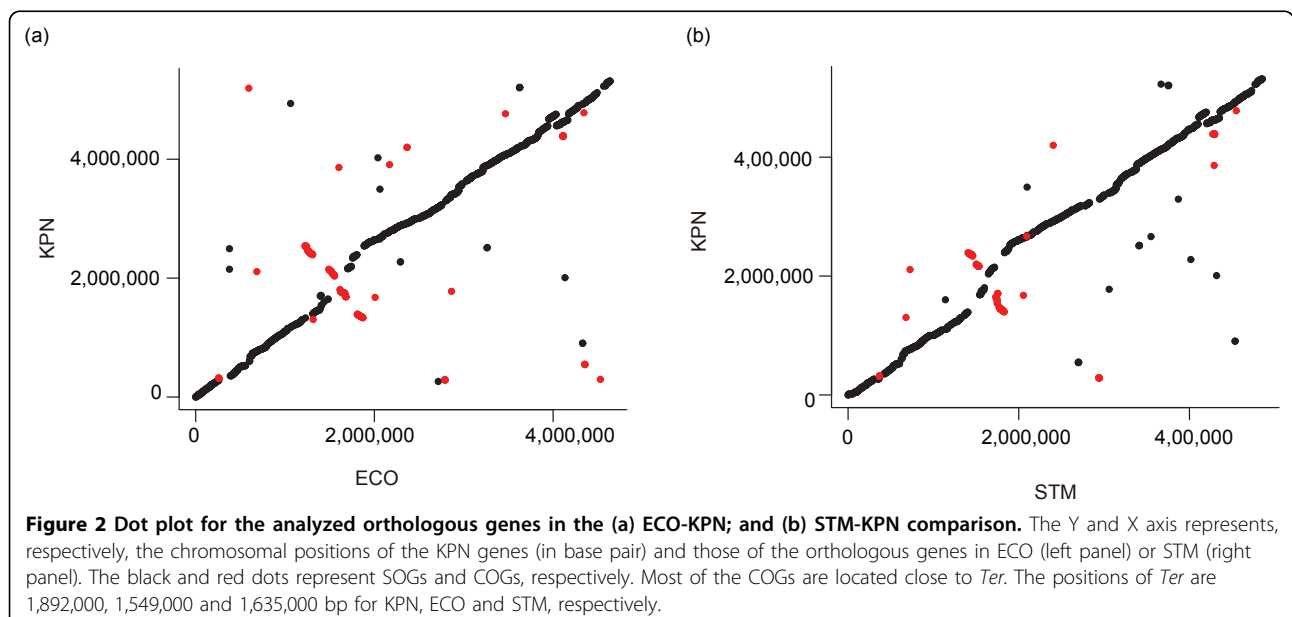 (a)
(b)
KPN
4,000,000
2,000,000
0
0
2,000,000
4,000,000
ECO
KPN
4,00,000
2,000,000
0
0
2,000,000
4,00,000
STM
Figure 2 Dot plot for the analyzed orthologous genes in the (a) ECO-KPN; and (b) STM-KPN comparison. The Y and X axis represents,
respectively, the chromosomal positions of the KPN genes (in base pair) and those of the orthologous genes in ECO (left panel) or STM (right
panel). The black and red dots represent SOGs and COGs, respectively. Most of the COGs are located close to Ter. The positions of Ter are
1,892,000, 1,549,000 and 1,635,000 bp for KPN, ECO and STM, respectively.